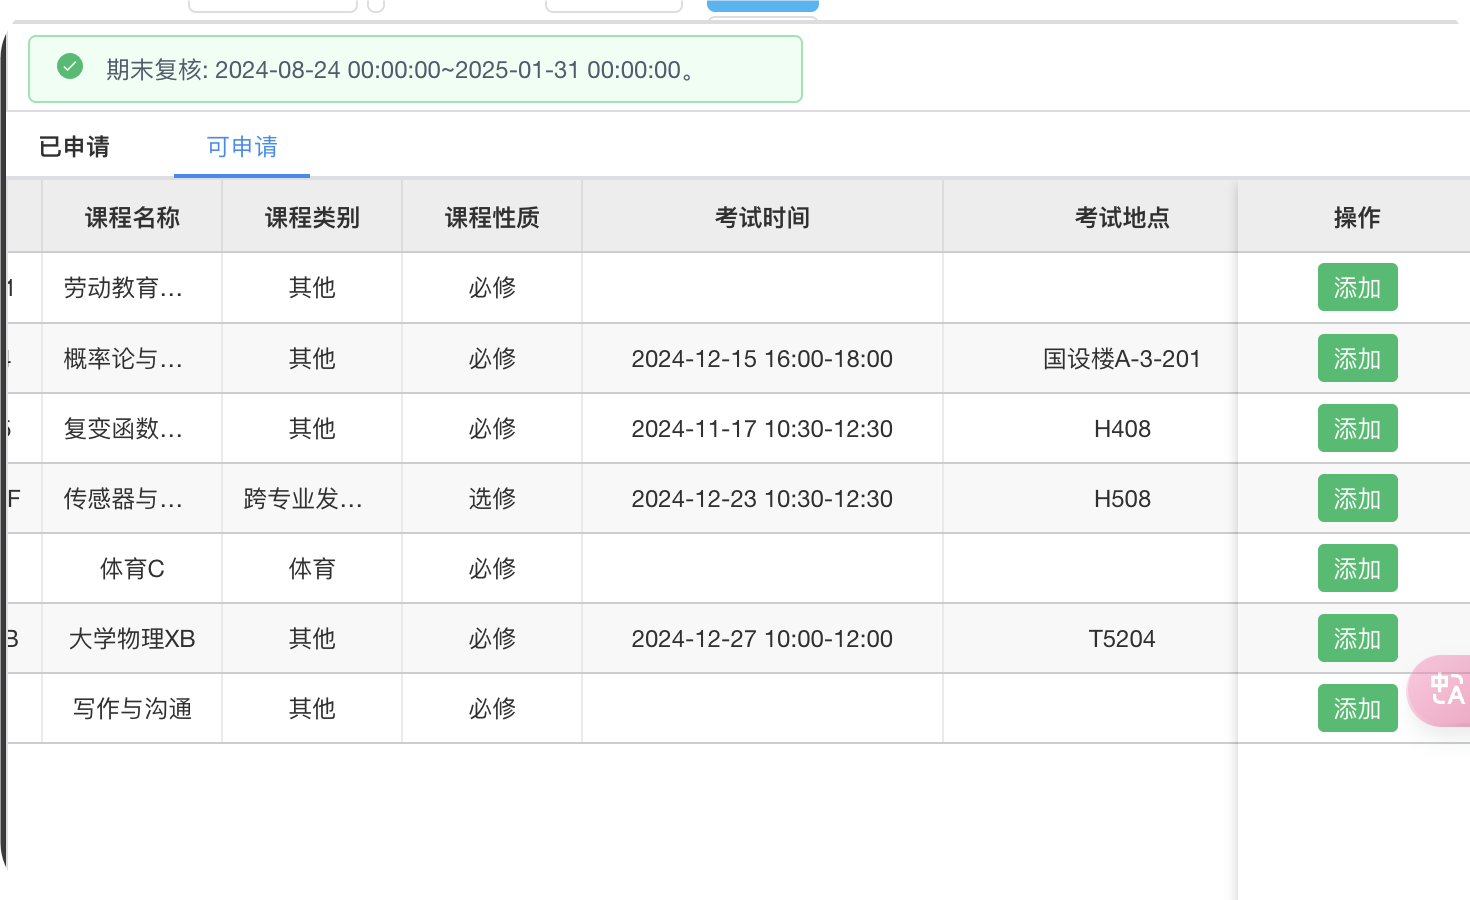 期末复核: 2024-08-24 00:00:00~2025-01-31 00:00:00。
已申请 可申请
课程名称 课程类别 课程性质 考试时间 考试地点 操作
1 劳动教育... 其他 必修 添加
概率论与... 其他 必修 2024-12-15 16:00-18:00 国设楼A-3-201 添加
复变函数... 其他 必修 2024-11-17 10:30-12:30 H408 添加
F 传感器与... 跨专业发... 选修 2024-12-23 10:30-12:30 H508 添加
体育C 体育 必修 添加
B 大学物理XB 其他 必修 2024-12-27 10:00-12:00 T5204 添加
写作与沟通 其他 必修 添加
中A